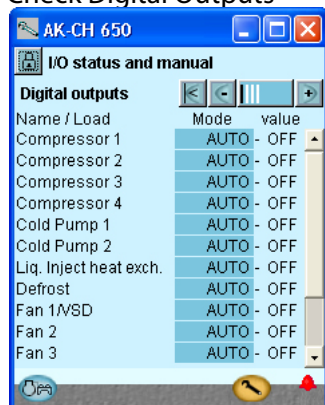 Check Digital Outputs
AK-CH 650
I/O status and manual
Digital outputs
Name / Load Mode value
Compressor 1 AUTO - OFF
Compressor 2 AUTO - OFF
Compressor 3 AUTO - OFF
Compressor 4 AUTO - OFF
Cold Pump 1 AUTO - OFF
Cold Pump 2 AUTO - OFF
Liq. Inject heat exch. AUTO - OFF
Defrost AUTO - OFF
Fan 1/VSD AUTO - OFF
Fan 2 AUTO - OFF
Fan 3 AUTO - OFF